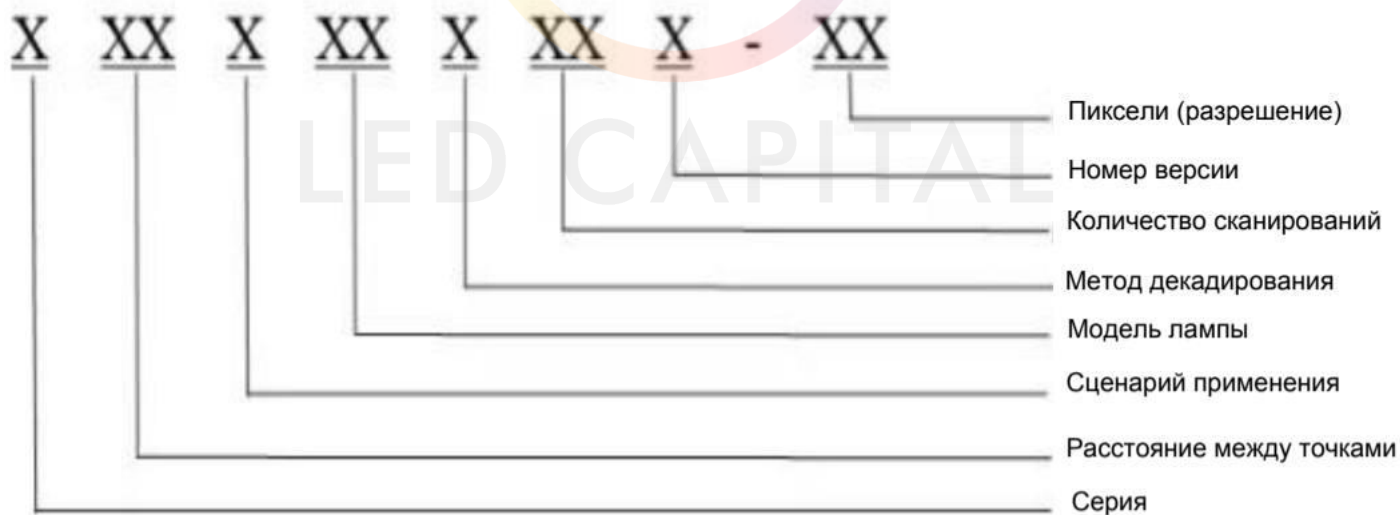 X XX X XX X XX X - XX
LED CAPITAL
Пиксели (разрешение)
Номер версии
Количество сканирований
Метод декадирования
Модель лампы
Сценарий применения
Расстояние между точками
Серия